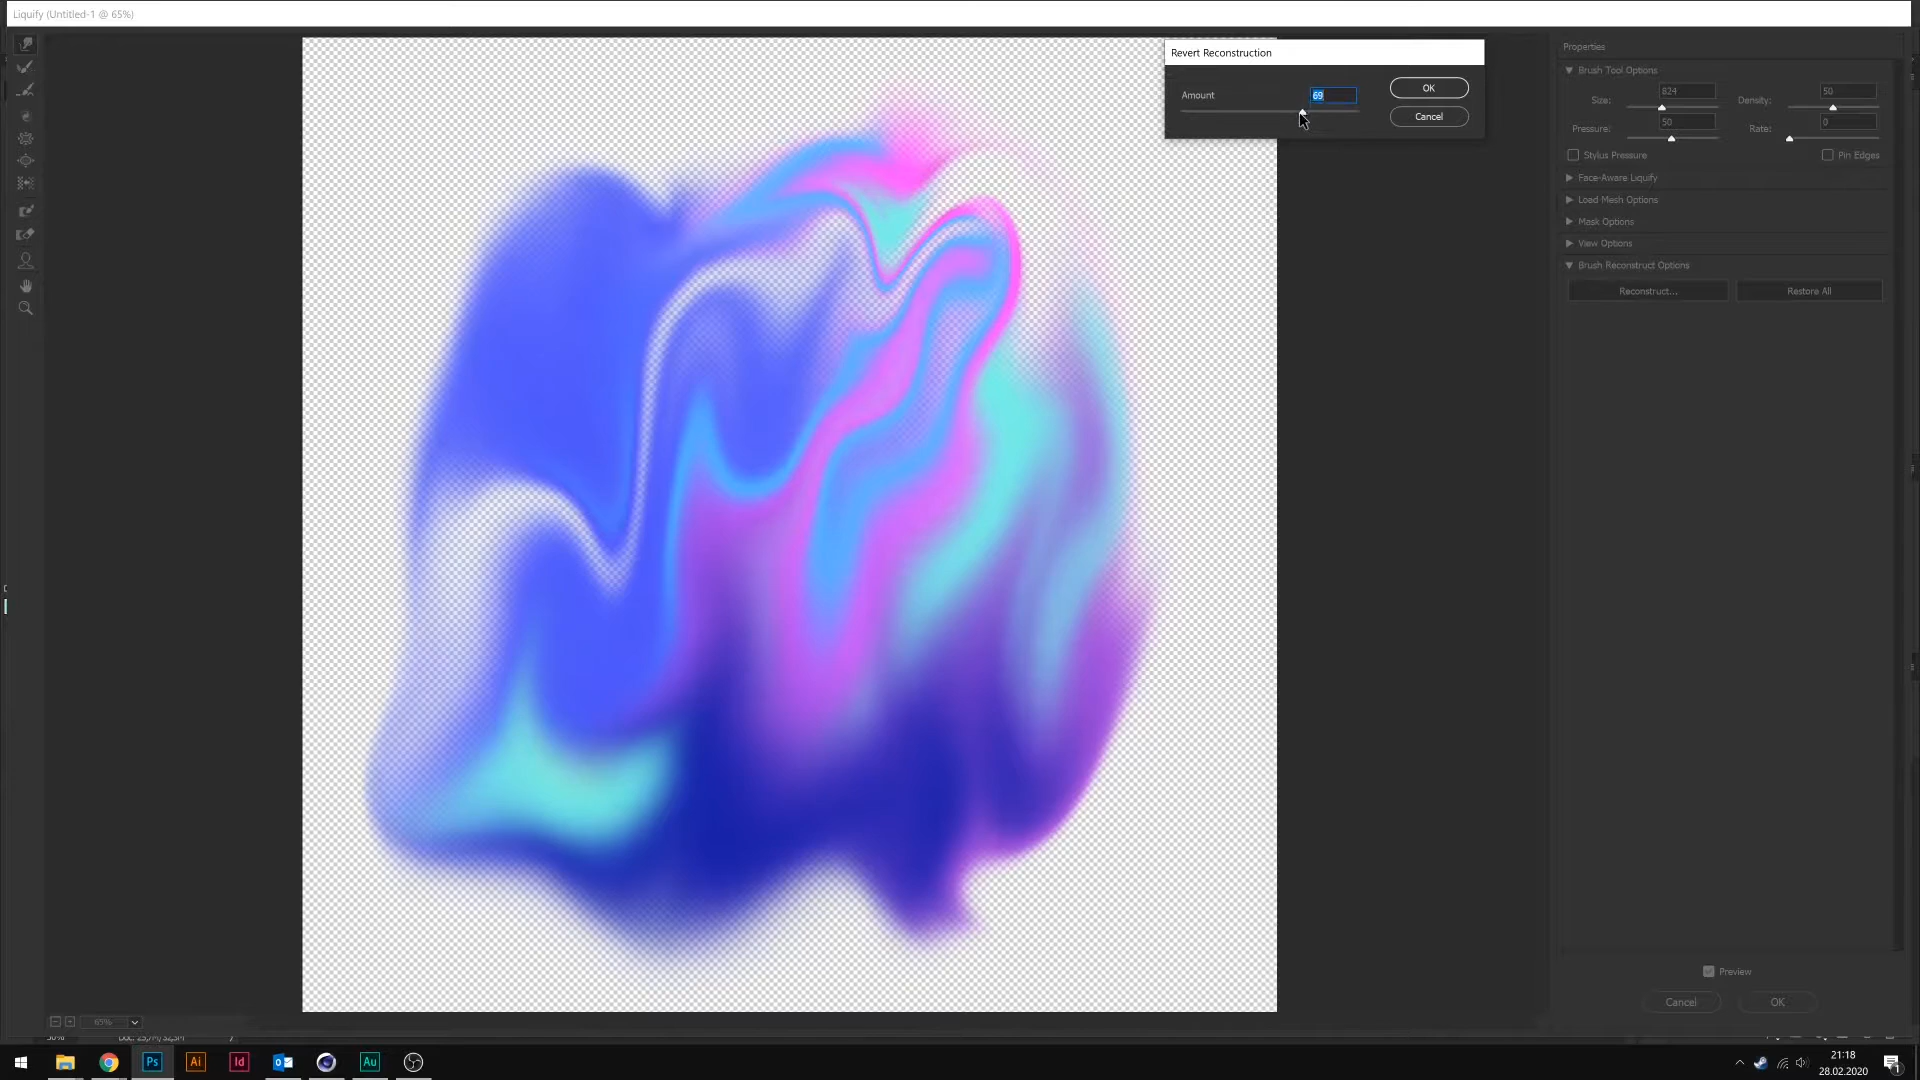 Liquify (Untitled-1 @ 65%)
Revert Reconstruction
Amount
69
OK
Cancel
Properties
Brush Tool Options
Size:
824
Density:
50
Pressure:
50
Rate:
0
Stylus Pressure
Pin Edges
Face-Aware Liquify
Load Mesh Options
Mask Options
View Options
Brush Reconstruct Options
Reconstruct...
Restore All
Preview
Cancel
OK
65%
Ps
Ai
Id
Au
21:18
28.02.2020
1